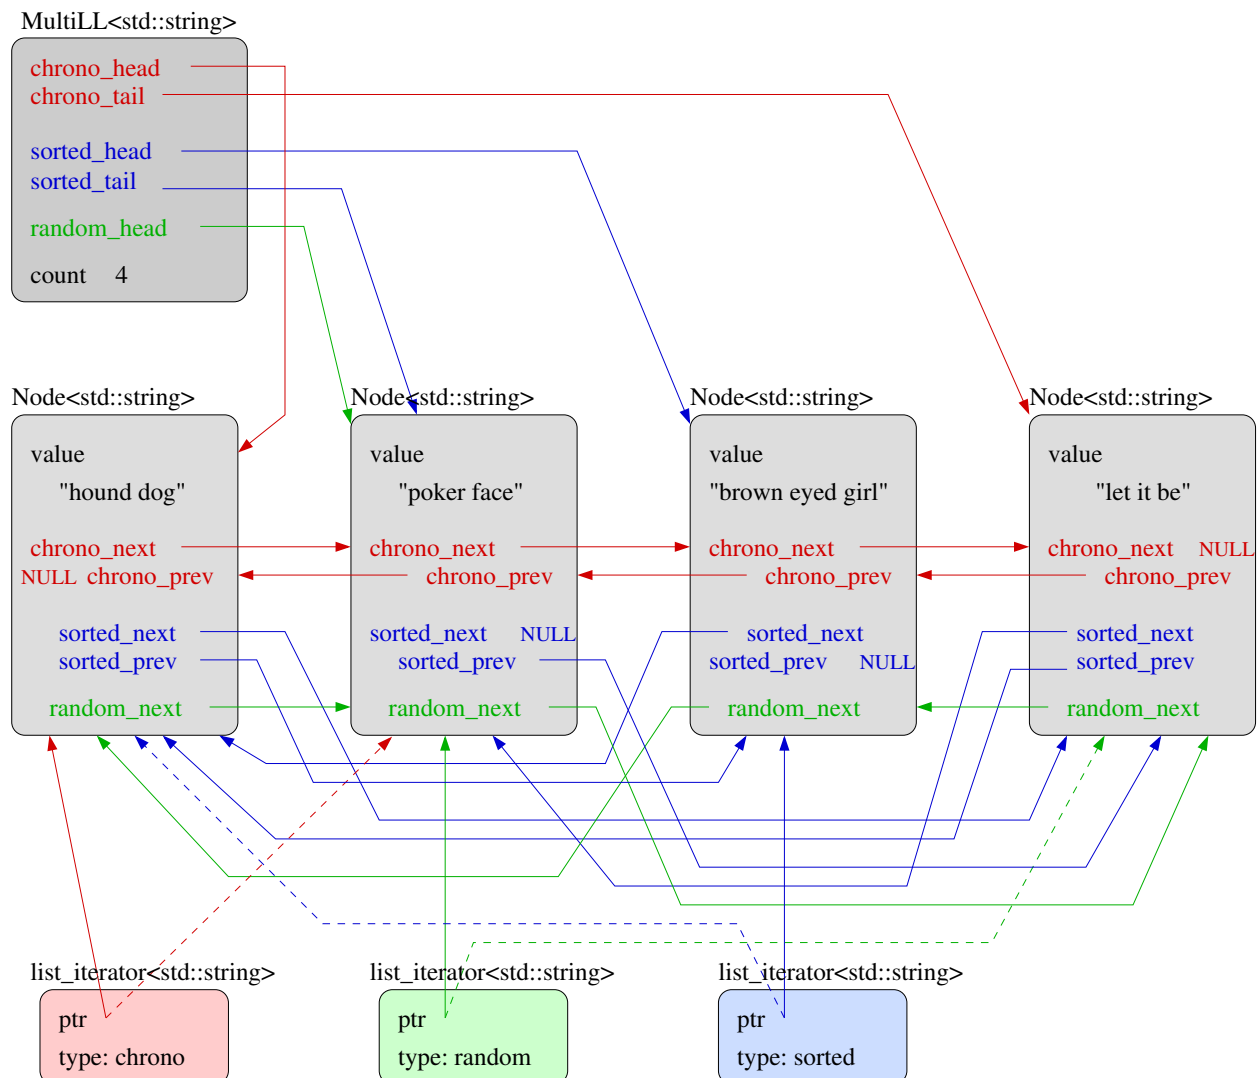 MultiLL<std::string>
chrono_head
chrono_tail
sorted_head
sorted_tail
random_head
count 4
Node<std::string> Node<std::string> Node<std::string> Node<std::string>
value value value value
"hound dog" "poker face" "brown eyed girl" "let it be"
chrono_next chrono_next chrono_next chrono_next NULL
NULL chrono_prev chrono_prev chrono_prev chrono_prev
sorted_next sorted_next NULL sorted_next sorted_next
sorted_prev sorted_prev sorted_prev NULL sorted_prev
random_next random_next random_next random_next
list_iterator<std::string> list_iterator<std::string> list_iterator<std::string>
ptr ptr ptr
type: chrono type: random type: sorted